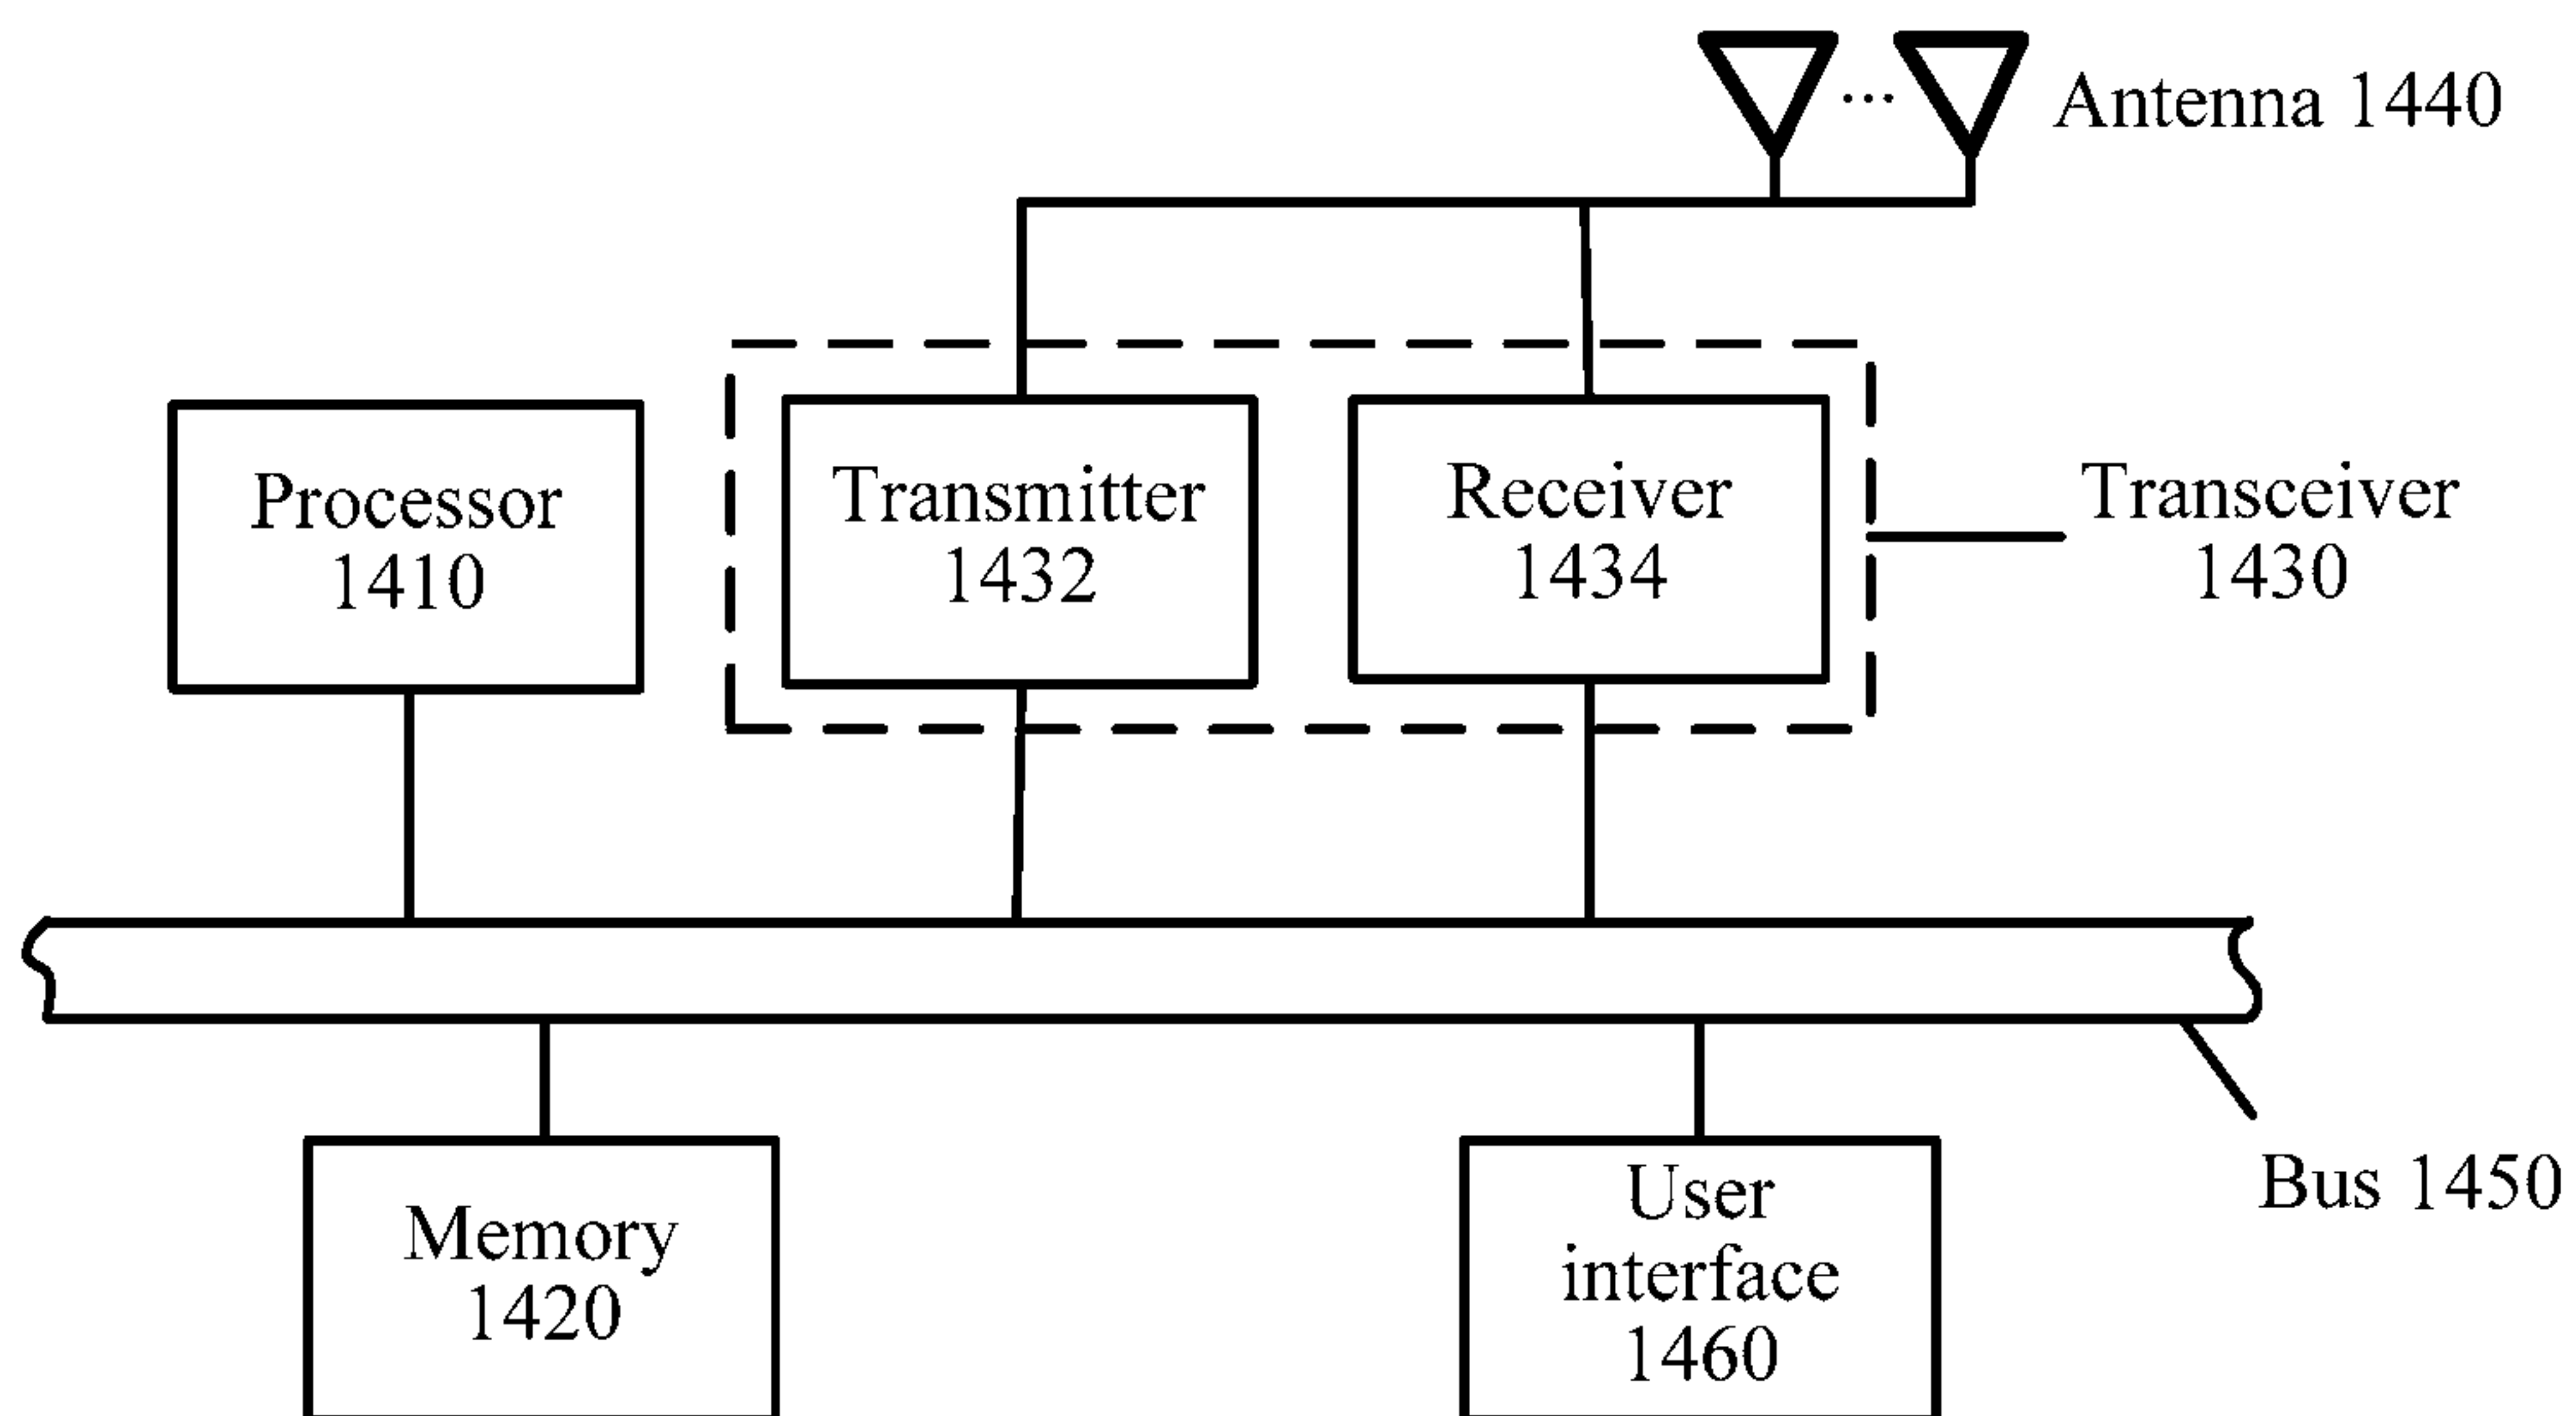 ... Antenna 1440
Processor
1410
Transmitter
1432
Receiver
1434
Transceiver
1430
Bus 1450
Memory
1420
User
interface
1460